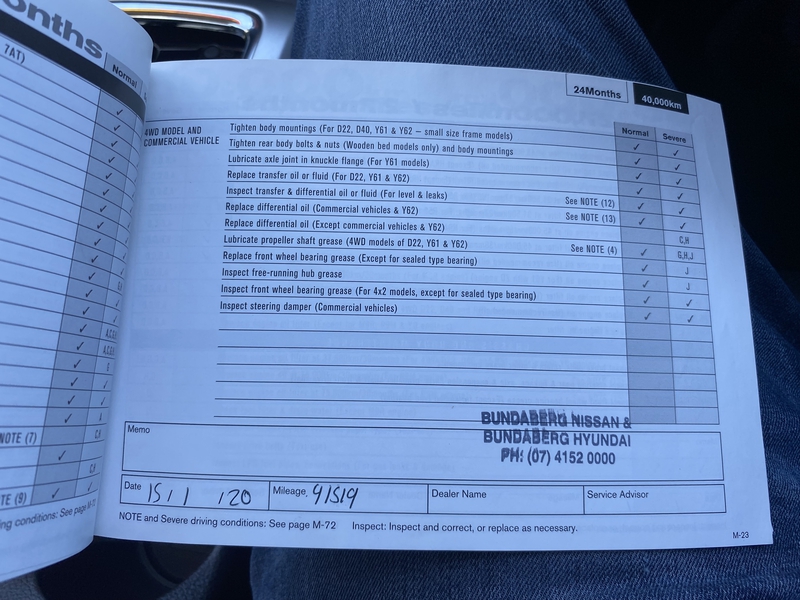 onths
7AT)
Normal
24Months
40,000km
Normal Severe
4WD MODEL AND
COMMERCIAL VEHICLE
Tighten body mountings (For D22, D40, Y61 & Y62 – small size frame models) ✓ ✓
Tighten rear body bolts & nuts (Wooden bed models only) and body mountings ✓ ✓
Lubricate axle joint in knuckle flange (For Y61 models) ✓ ✓
Replace transfer oil or fluid (For D22, Y61 & Y62) ✓
Inspect transfer & differential oil or fluid (For level & leaks) See NOTE (12) ✓ ✓
Replace differential oil (Commercial vehicles & Y62) See NOTE (13) ✓ ✓
Replace differential oil (Except commercial vehicles & Y62) C,H
Lubricate propeller shaft grease (4WD models of D22, Y61 & Y62) See NOTE (4) ✓ G,H,J
Replace front wheel bearing grease (Except for sealed type bearing) ✓ J
Inspect free-running hub grease ✓ J
Inspect front wheel bearing grease (For 4x2 models, except for sealed type bearing) ✓ ✓
Inspect steering damper (Commercial vehicles) ✓ ✓
BUNDABERG NISSAN &
BUNDABERG HYUNDAI
PH: (07) 4152 0000
Memo
Date 15 / 1 / 20 Mileage 41519 Dealer Name Service Advisor
NOTE and Severe driving conditions: See page M-72 Inspect: Inspect and correct, or replace as necessary.
M-23
NOTE (7)
C,H
TE (9)
ng conditions: See page M-72